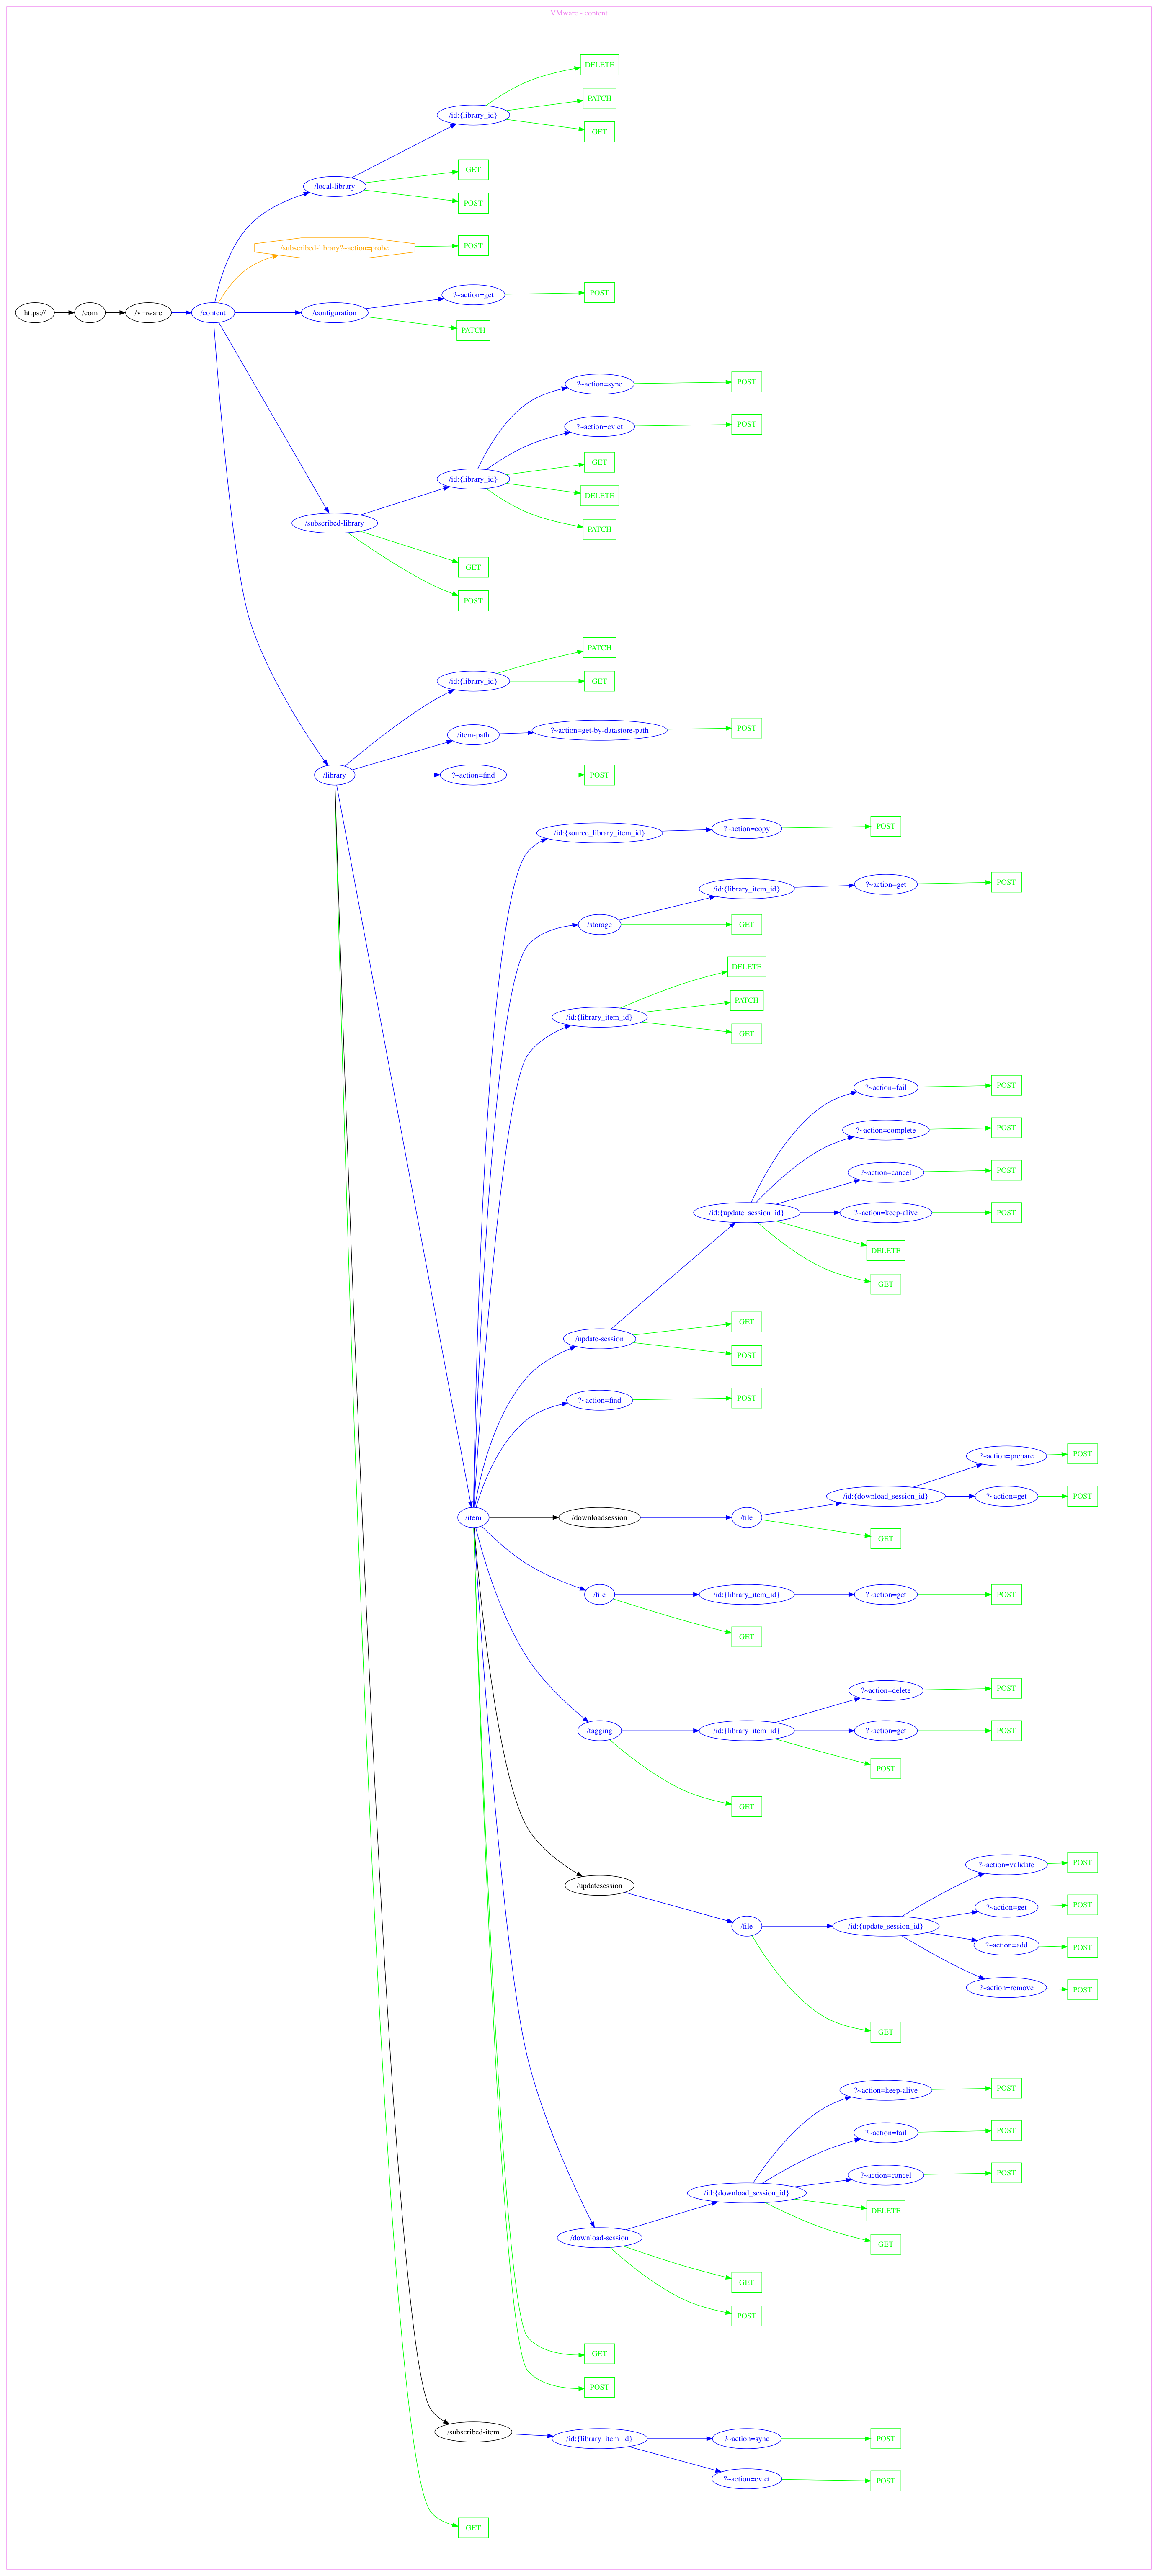 VMware - content
DELETE
PATCH
/id:{library_id}
GET
GET
/local-library
POST
/subscribed-library?~action=probe
POST
https://
/com
/vmware
/content
/configuration
?~action=get
POST
PATCH
?~action=sync
POST
?~action=evict
POST
GET
/id:{library_id}
DELETE
PATCH
/subscribed-library
GET
POST
PATCH
/id:{library_id}
GET
/item-path
?~action=get-by-datastore-path
POST
/library
?~action=find
POST
/id:{source_library_item_id}
?~action=copy
POST
/id:{library_item_id}
?~action=get
POST
/storage
GET
DELETE
PATCH
/id:{library_item_id}
GET
?~action=fail
POST
?~action=complete
POST
?~action=cancel
POST
/id:{update_session_id}
?~action=keep-alive
POST
DELETE
GET
GET
/update-session
POST
?~action=find
POST
?~action=prepare
POST
/id:{download_session_id}
?~action=get
POST
/item
/downloadsession
/file
GET
/file
/id:{library_item_id}
?~action=get
POST
GET
?~action=delete
POST
/tagging
/id:{library_item_id}
?~action=get
POST
POST
GET
?~action=validate
POST
/updatesession
?~action=get
POST
/file
/id:{update_session_id}
?~action=add
POST
?~action=remove
POST
GET
?~action=keep-alive
POST
?~action=fail
POST
?~action=cancel
POST
/id:{download_session_id}
DELETE
/download-session
GET
GET
POST
GET
POST
/subscribed-item
/id:{library_item_id}
?~action=sync
POST
?~action=evict
POST
GET